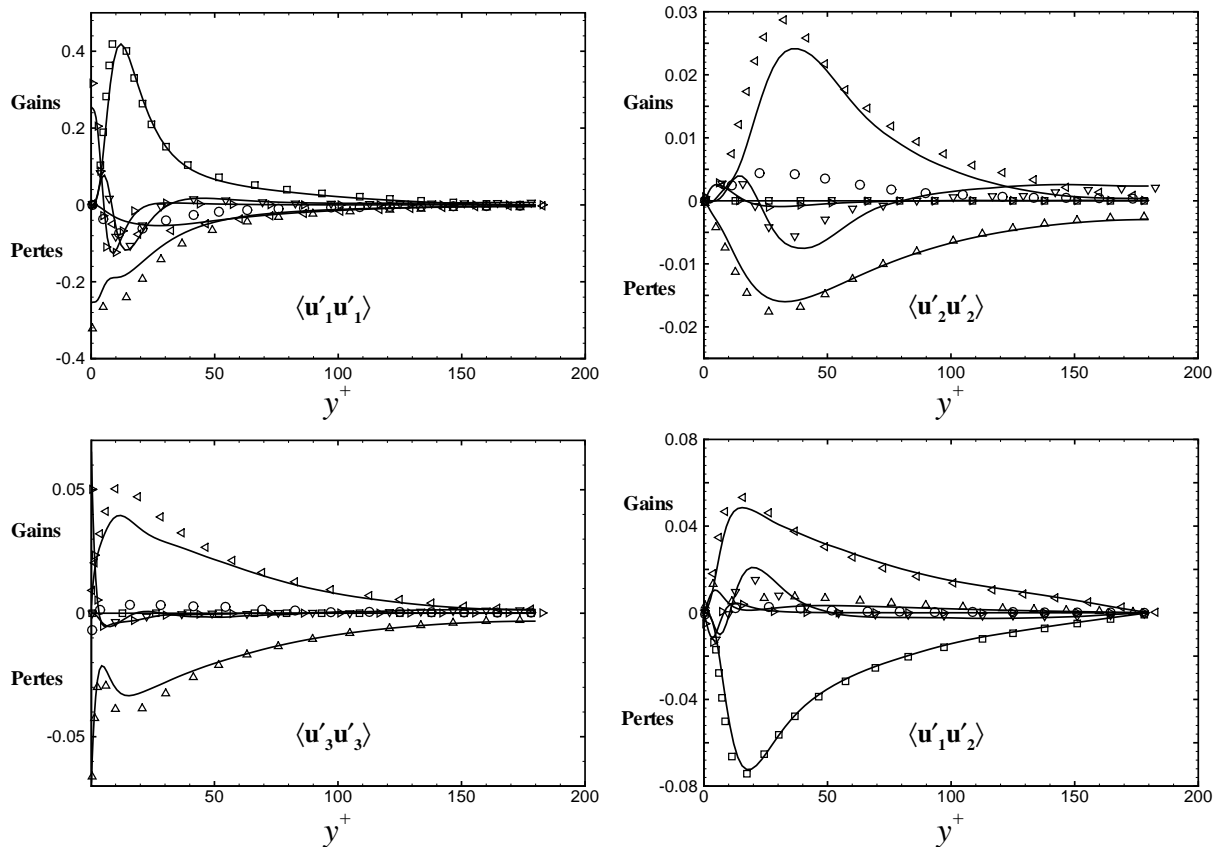 0.4
Gains
0.2
0
Pertes
-0.2
-0.4
⟨u′₁u′₁⟩
0 50 100 150 200
y⁺
0.03
0.02
Gains
0.01
0
-0.01
Pertes
-0.02
⟨u′₂u′₂⟩
0 50 100 150 200
y⁺
0.05
Gains
0
Pertes
-0.05
⟨u′₃u′₃⟩
0 50 100 150 200
y⁺
0.08
Gains
0.04
0
-0.04
Pertes
-0.08
⟨u′₁u′₂⟩
0 50 100 150 200
y⁺